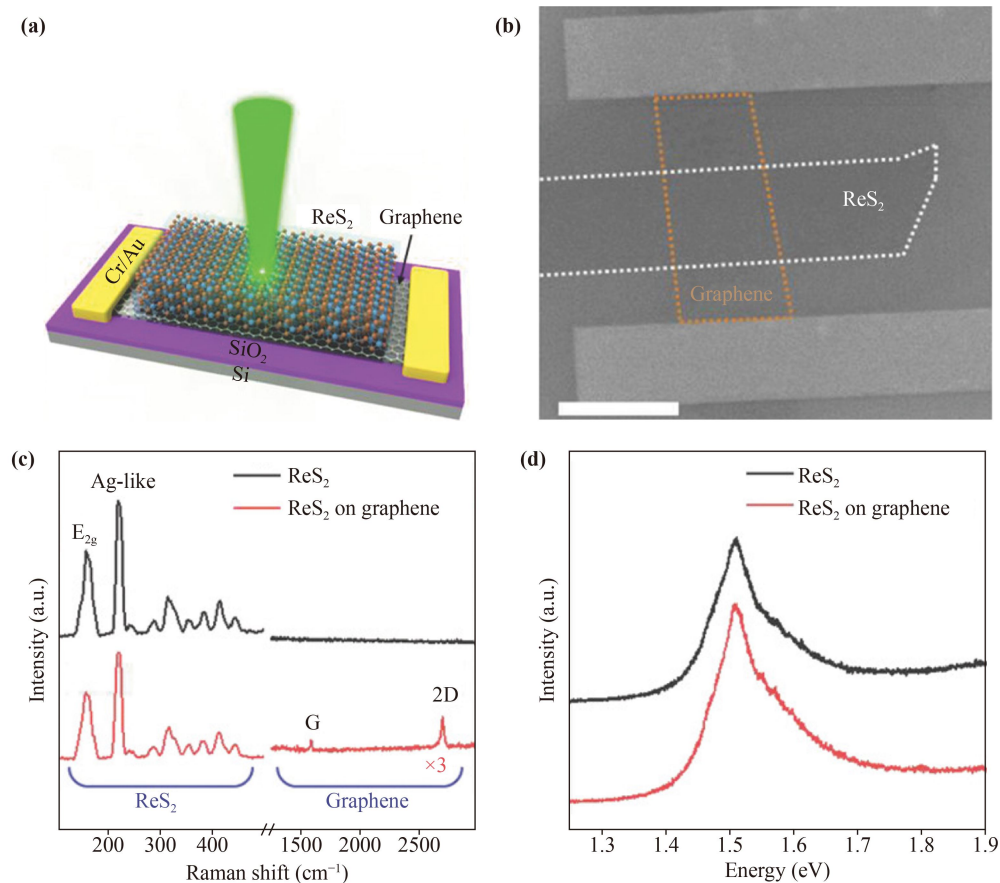 (a)
ReS₂
Graphene
Cr/Au
SiO₂
Si
(b)
ReS₂
Graphene
(c)
ReS₂
ReS₂ on graphene
Ag-like
E₂g
G
2D
×3
ReS₂
Graphene
Intensity (a.u.)
200 300 400 1500 2000 2500
Raman shift (cm⁻¹)
(d)
ReS₂
ReS₂ on graphene
Intensity (a.u.)
1.3 1.4 1.5 1.6 1.7 1.8 1.9
Energy (eV)